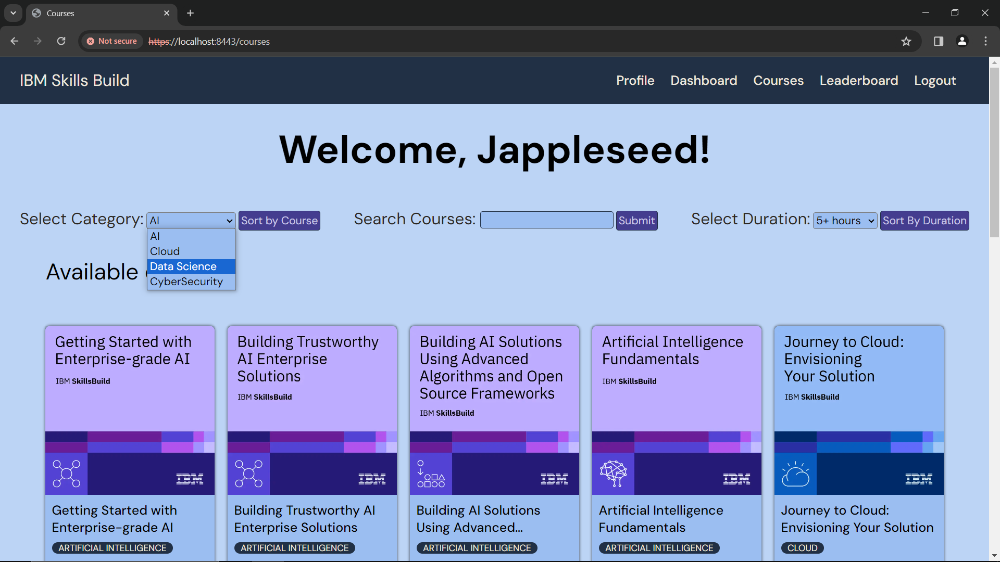 Courses
Not secure
https://localhost:8443/courses
IBM Skills Build
Profile
Dashboard
Courses
Leaderboard
Logout
Welcome, Jappleseed!
Select Category:
AI
Sort by Course
Search Courses:
Submit
Select Duration:
5+ hours
Sort By Duration
AI
Cloud
Data Science
CyberSecurity
Available
Getting Started with
Enterprise-grade AI
IBM SkillsBuild
IBM
Getting Started with
Enterprise-grade AI
ARTIFICIAL INTELLIGENCE
Building Trustworthy
AI Enterprise
Solutions
IBM SkillsBuild
IBM
Building Trustworthy AI
Enterprise Solutions
ARTIFICIAL INTELLIGENCE
Building AI Solutions
Using Advanced
Algorithms and Open
Source Frameworks
IBM SkillsBuild
IBM
Building AI Solutions
Using Advanced...
ARTIFICIAL INTELLIGENCE
Artificial Intelligence
Fundamentals
IBM SkillsBuild
IBM
Artificial Intelligence
Fundamentals
ARTIFICIAL INTELLIGENCE
Journey to Cloud:
Envisioning
Your Solution
IBM SkillsBuild
IBM
Journey to Cloud:
Envisioning Your Solution
CLOUD